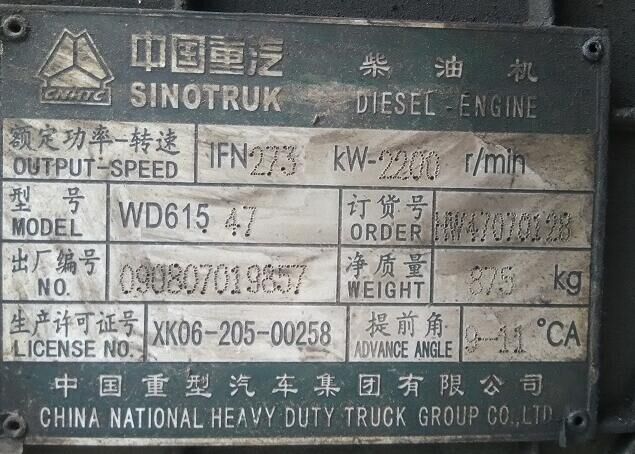 中国重汽 柴油机
CNHTC SINOTRUK DIESEL-ENGINE
额定功率-转速 IFN273 kW-2200 r/min
OUTPUT-SPEED
型号 WD615.47 订货号 HW47070128
MODEL ORDER
出厂编号 090807019857 净质量 875 kg
NO. WEIGHT
生产许可证号 XK06-205-00258 提前角 9-11 °CA
LICENSE NO. ADVANCE ANGLE
中国重型汽车集团有限公司
CHINA NATIONAL HEAVY DUTY TRUCK GROUP CO.,LTD